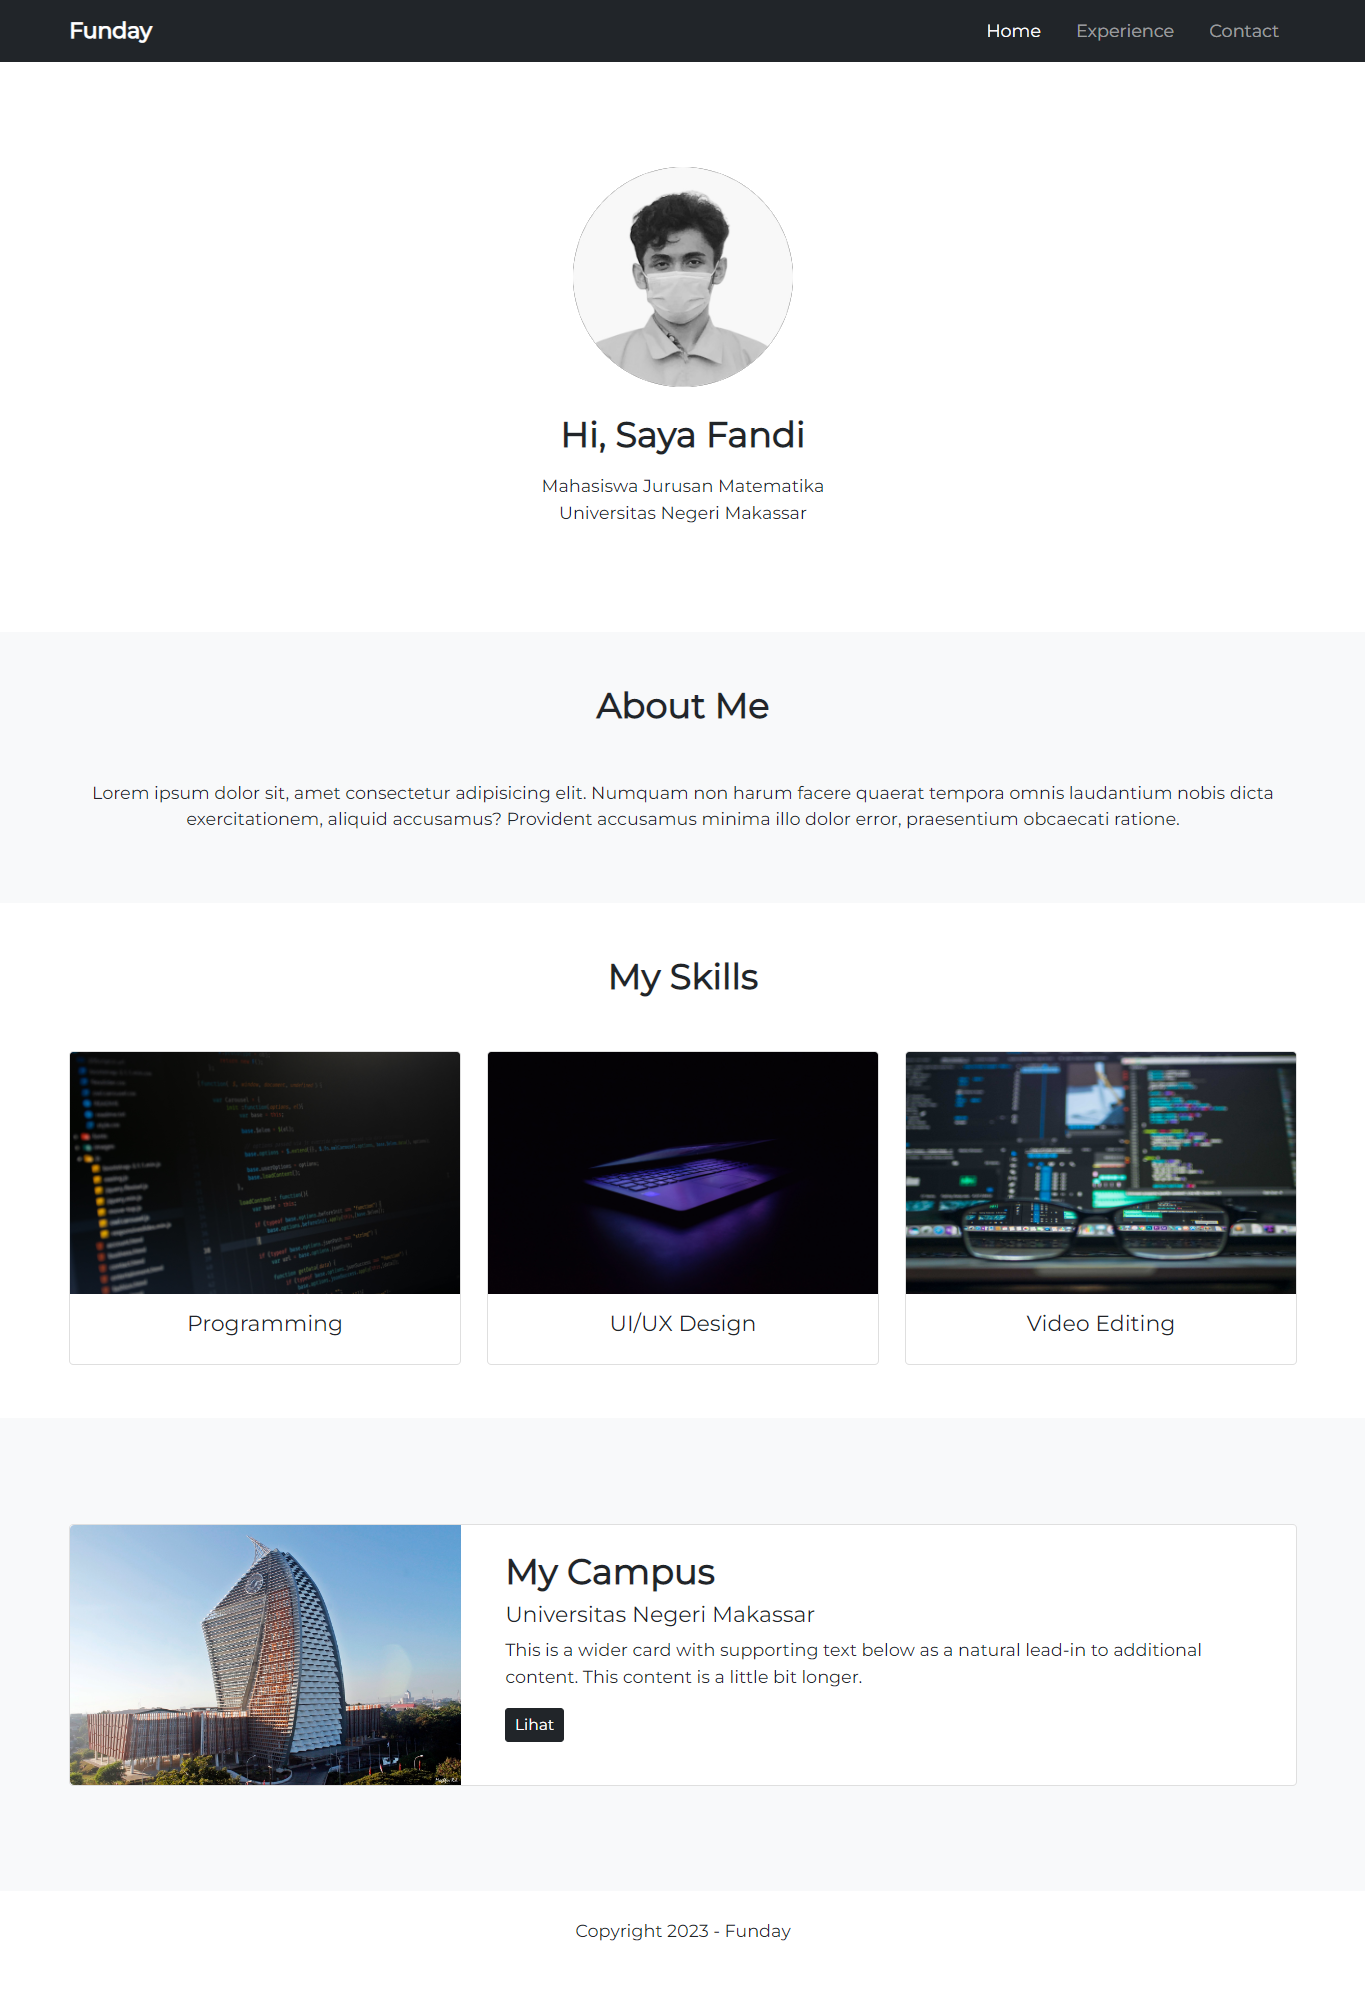 Funday
Home Experience Contact
Hi, Saya Fandi
Mahasiswa Jurusan Matematika
Universitas Negeri Makassar
About Me
Lorem ipsum dolor sit, amet consectetur adipisicing elit. Numquam non harum facere quaerat tempora omnis laudantium nobis dicta
exercitationem, aliquid accusamus? Provident accusamus minima illo dolor error, praesentium obcaecati ratione.
My Skills
Programming
UI/UX Design
Video Editing
My Campus
Universitas Negeri Makassar
This is a wider card with supporting text below as a natural lead-in to additional
content. This content is a little bit longer.
Lihat
Copyright 2023 - Funday